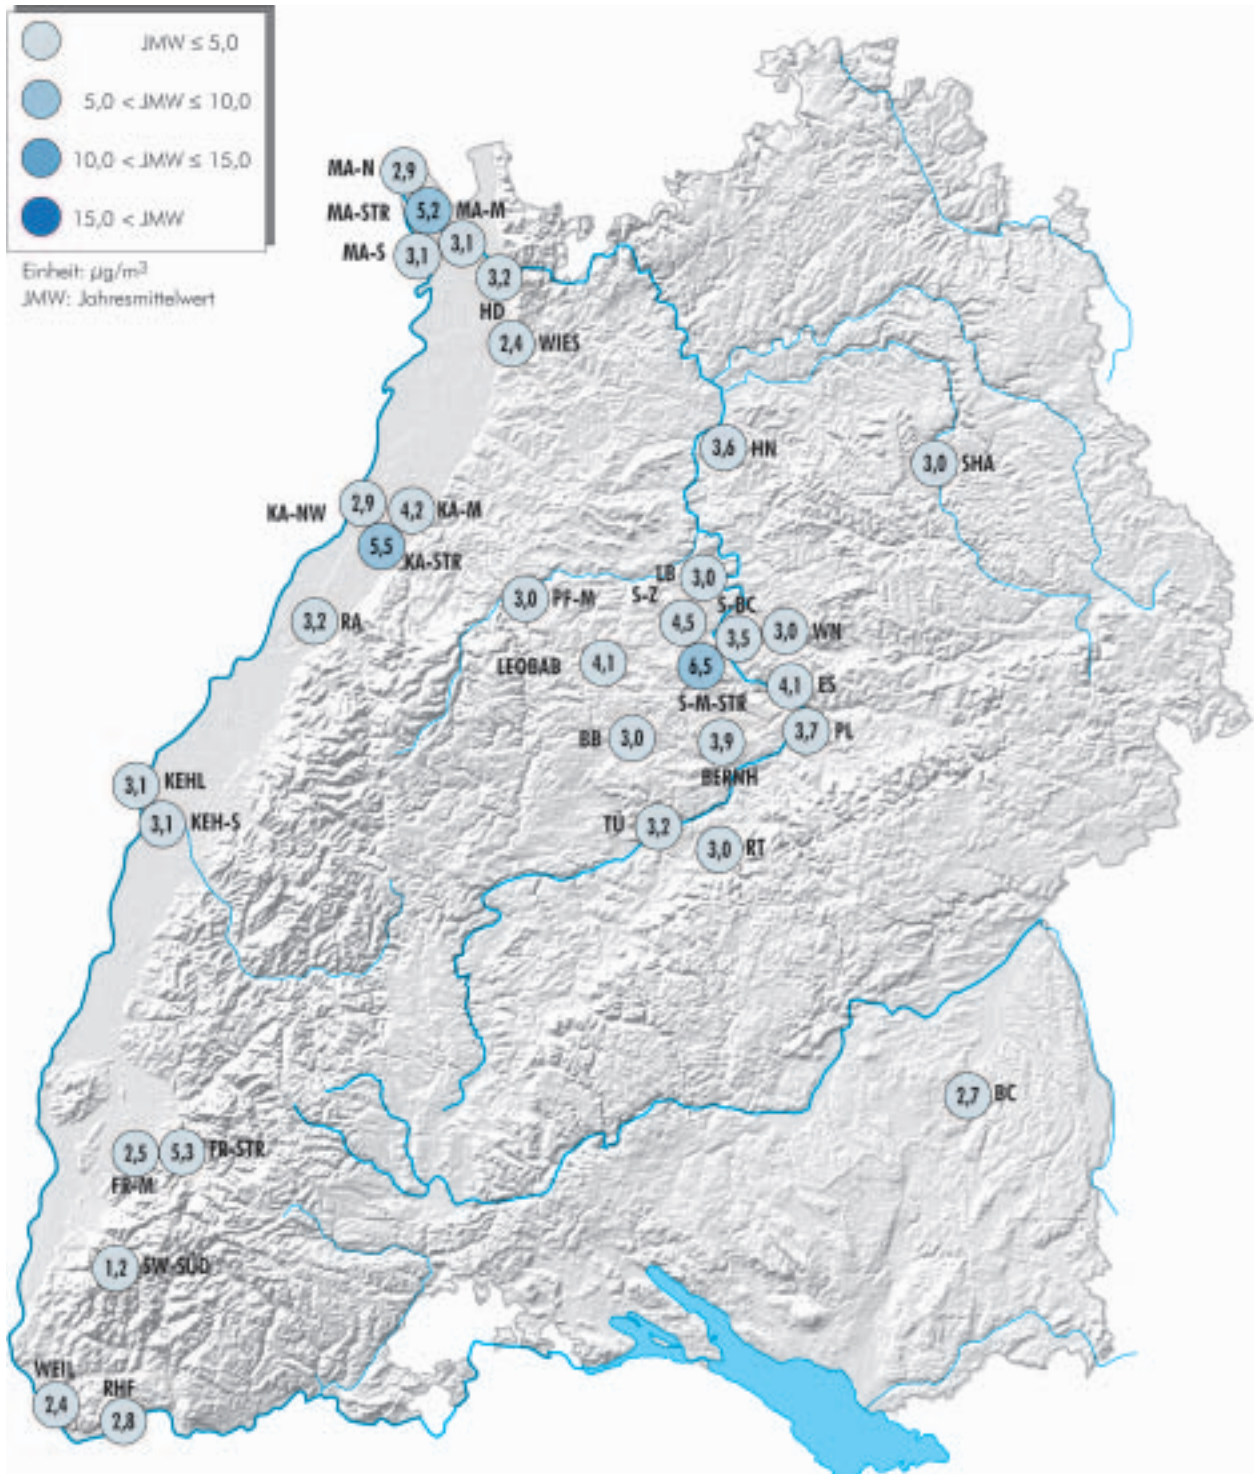 JMW ≤ 5,0
5,0 < JMW ≤ 10,0
10,0 < JMW ≤ 15,0
15,0 < JMW
Einheit: µg/m³
JMW: Jahresmittelwert
MA-N 2,9
MA-STR 5,2
MA-M 3,1
MA-S 3,1
3,2
HD
2,4 WIES
3,6 HN
3,0 SHA
KA-NW 2,9
4,2 KA-M
5,5
KA-STR
LB 3,0
3,0 PF-M
S-Z
4,5
S-BC
3,5
3,0 WN
3,2 RA
LEOBAB 4,1
6,5
S-M-STR
4,1 ES
3,7 PL
BB 3,0
3,9
BERNH
3,1 KEHL
3,1 KEH-S
TÜ 3,2
3,0 RT
2,7 BC
2,5
FR-M
5,3 FR-STR
1,2 SW-SÜD
WEIL
2,4
RHF
2,8